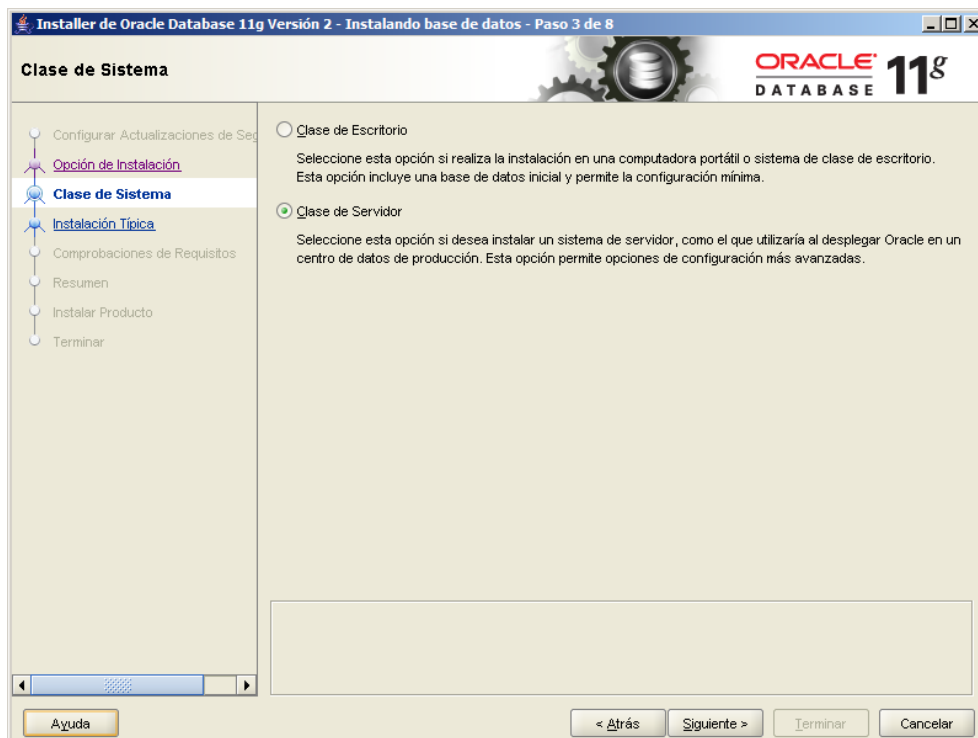 Installer de Oracle Database 11g Versión 2 - Instalando base de datos - Paso 3 de 8
Clase de Sistema
ORACLE DATABASE 11g
Configurar Actualizaciones de Seg
Opción de Instalación
Clase de Sistema
Instalación Típica
Comprobaciones de Requisitos
Resumen
Instalar Producto
Terminar
Clase de Escritorio
Seleccione esta opción si realiza la instalación en una computadora portátil o sistema de clase de escritorio.
Esta opción incluye una base de datos inicial y permite la configuración mínima.
Clase de Servidor
Seleccione esta opción si desea instalar un sistema de servidor, como el que utilizaría al desplegar Oracle en un
centro de datos de producción. Esta opción permite opciones de configuración más avanzadas.
Ayuda
< Atrás
Siguiente >
Terminar
Cancelar